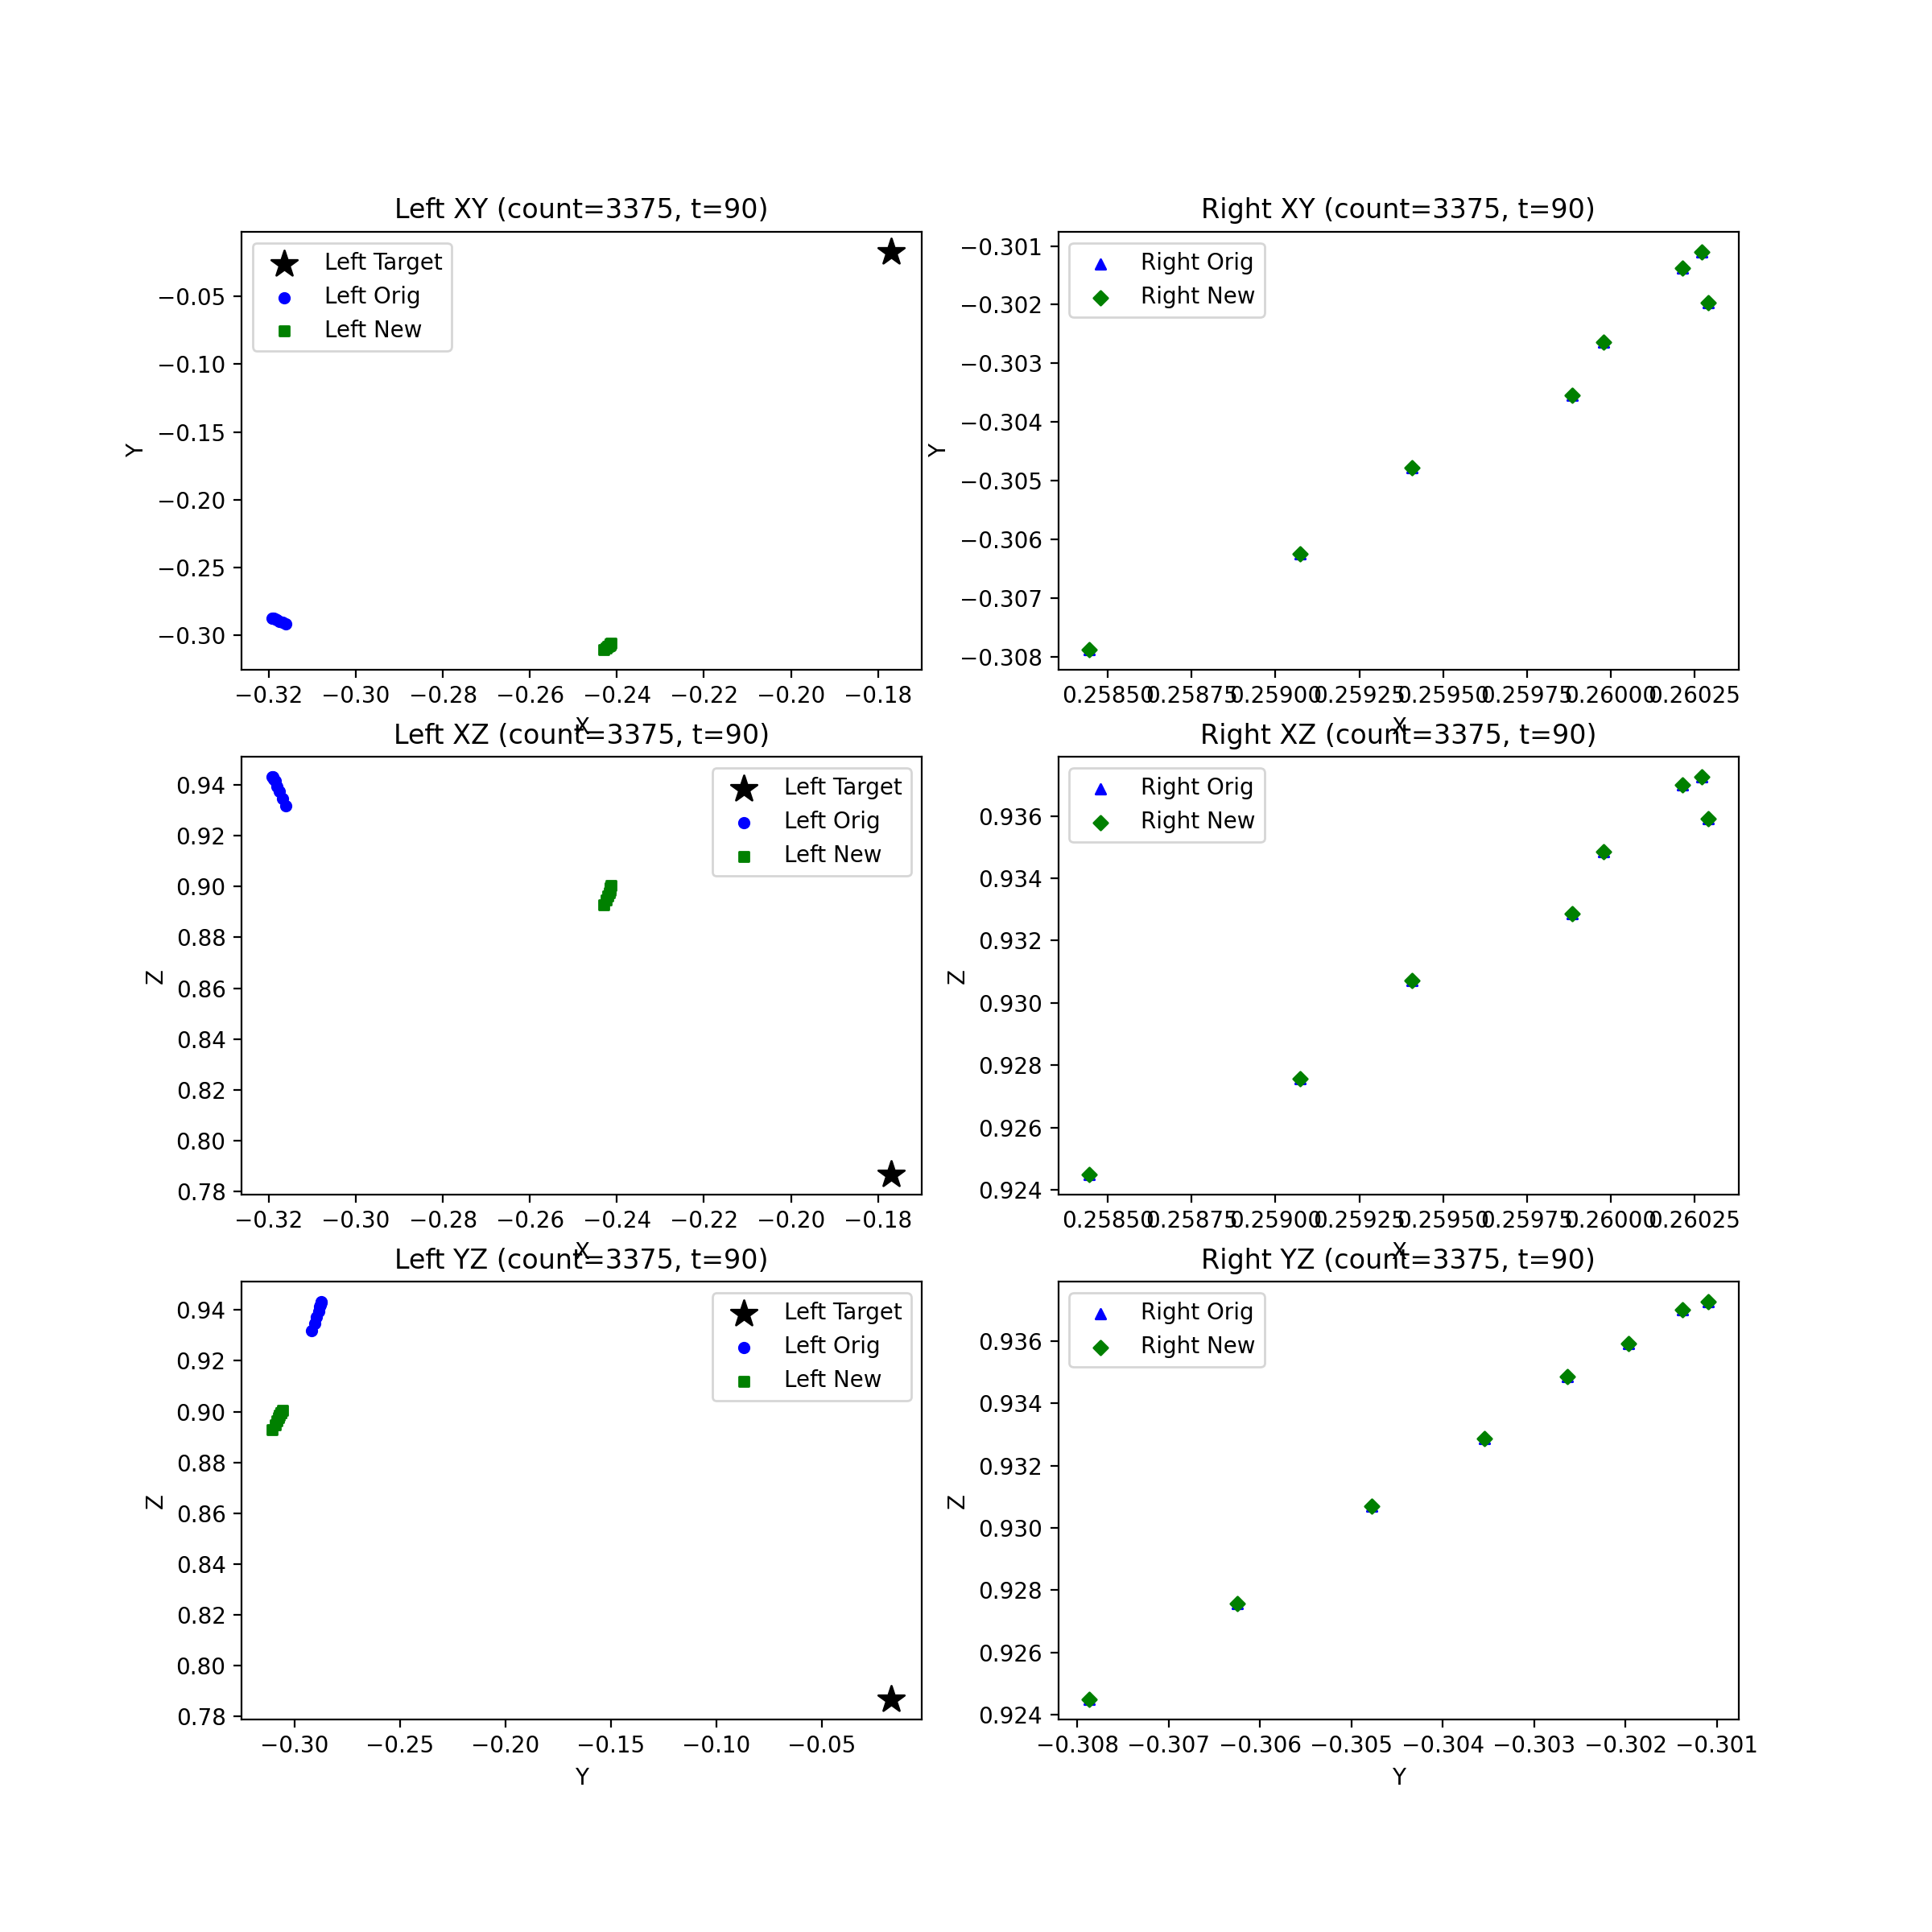 Left XY (count=3375, t=90)
Left Target
Left Orig
Left New
−0.05
−0.10
−0.15
−0.20
−0.25
−0.30
Y
−0.32 −0.30 −0.28 −0.26 −0.24 −0.22 −0.20 −0.18
X
Right XY (count=3375, t=90)
Right Orig
Right New
−0.301
−0.302
−0.303
−0.304
−0.305
−0.306
−0.307
−0.308
Y
0.25850 0.25875 0.25900 0.25925 0.25950 0.25975 0.26000 0.26025
X
Left XZ (count=3375, t=90)
Left Target
Left Orig
Left New
0.94
0.92
0.90
0.88
0.86
0.84
0.82
0.80
0.78
Z
−0.32 −0.30 −0.28 −0.26 −0.24 −0.22 −0.20 −0.18
X
Right XZ (count=3375, t=90)
Right Orig
Right New
0.936
0.934
0.932
0.930
0.928
0.926
0.924
Z
0.25850 0.25875 0.25900 0.25925 0.25950 0.25975 0.26000 0.26025
X
Left YZ (count=3375, t=90)
Left Target
Left Orig
Left New
0.94
0.92
0.90
0.88
0.86
0.84
0.82
0.80
0.78
Z
−0.30 −0.25 −0.20 −0.15 −0.10 −0.05
Y
Right YZ (count=3375, t=90)
Right Orig
Right New
0.936
0.934
0.932
0.930
0.928
0.926
0.924
Z
−0.308 −0.307 −0.306 −0.305 −0.304 −0.303 −0.302 −0.301
Y